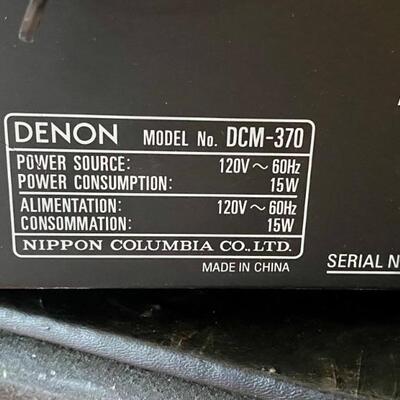 DENON MODEL No. DCM-370
POWER SOURCE: 120V ~ 60Hz
POWER CONSUMPTION: 15W
ALIMENTATION: 120V ~ 60Hz
CONSOMMATION: 15W
NIPPON COLUMBIA CO., LTD.
MADE IN CHINA
SERIAL N